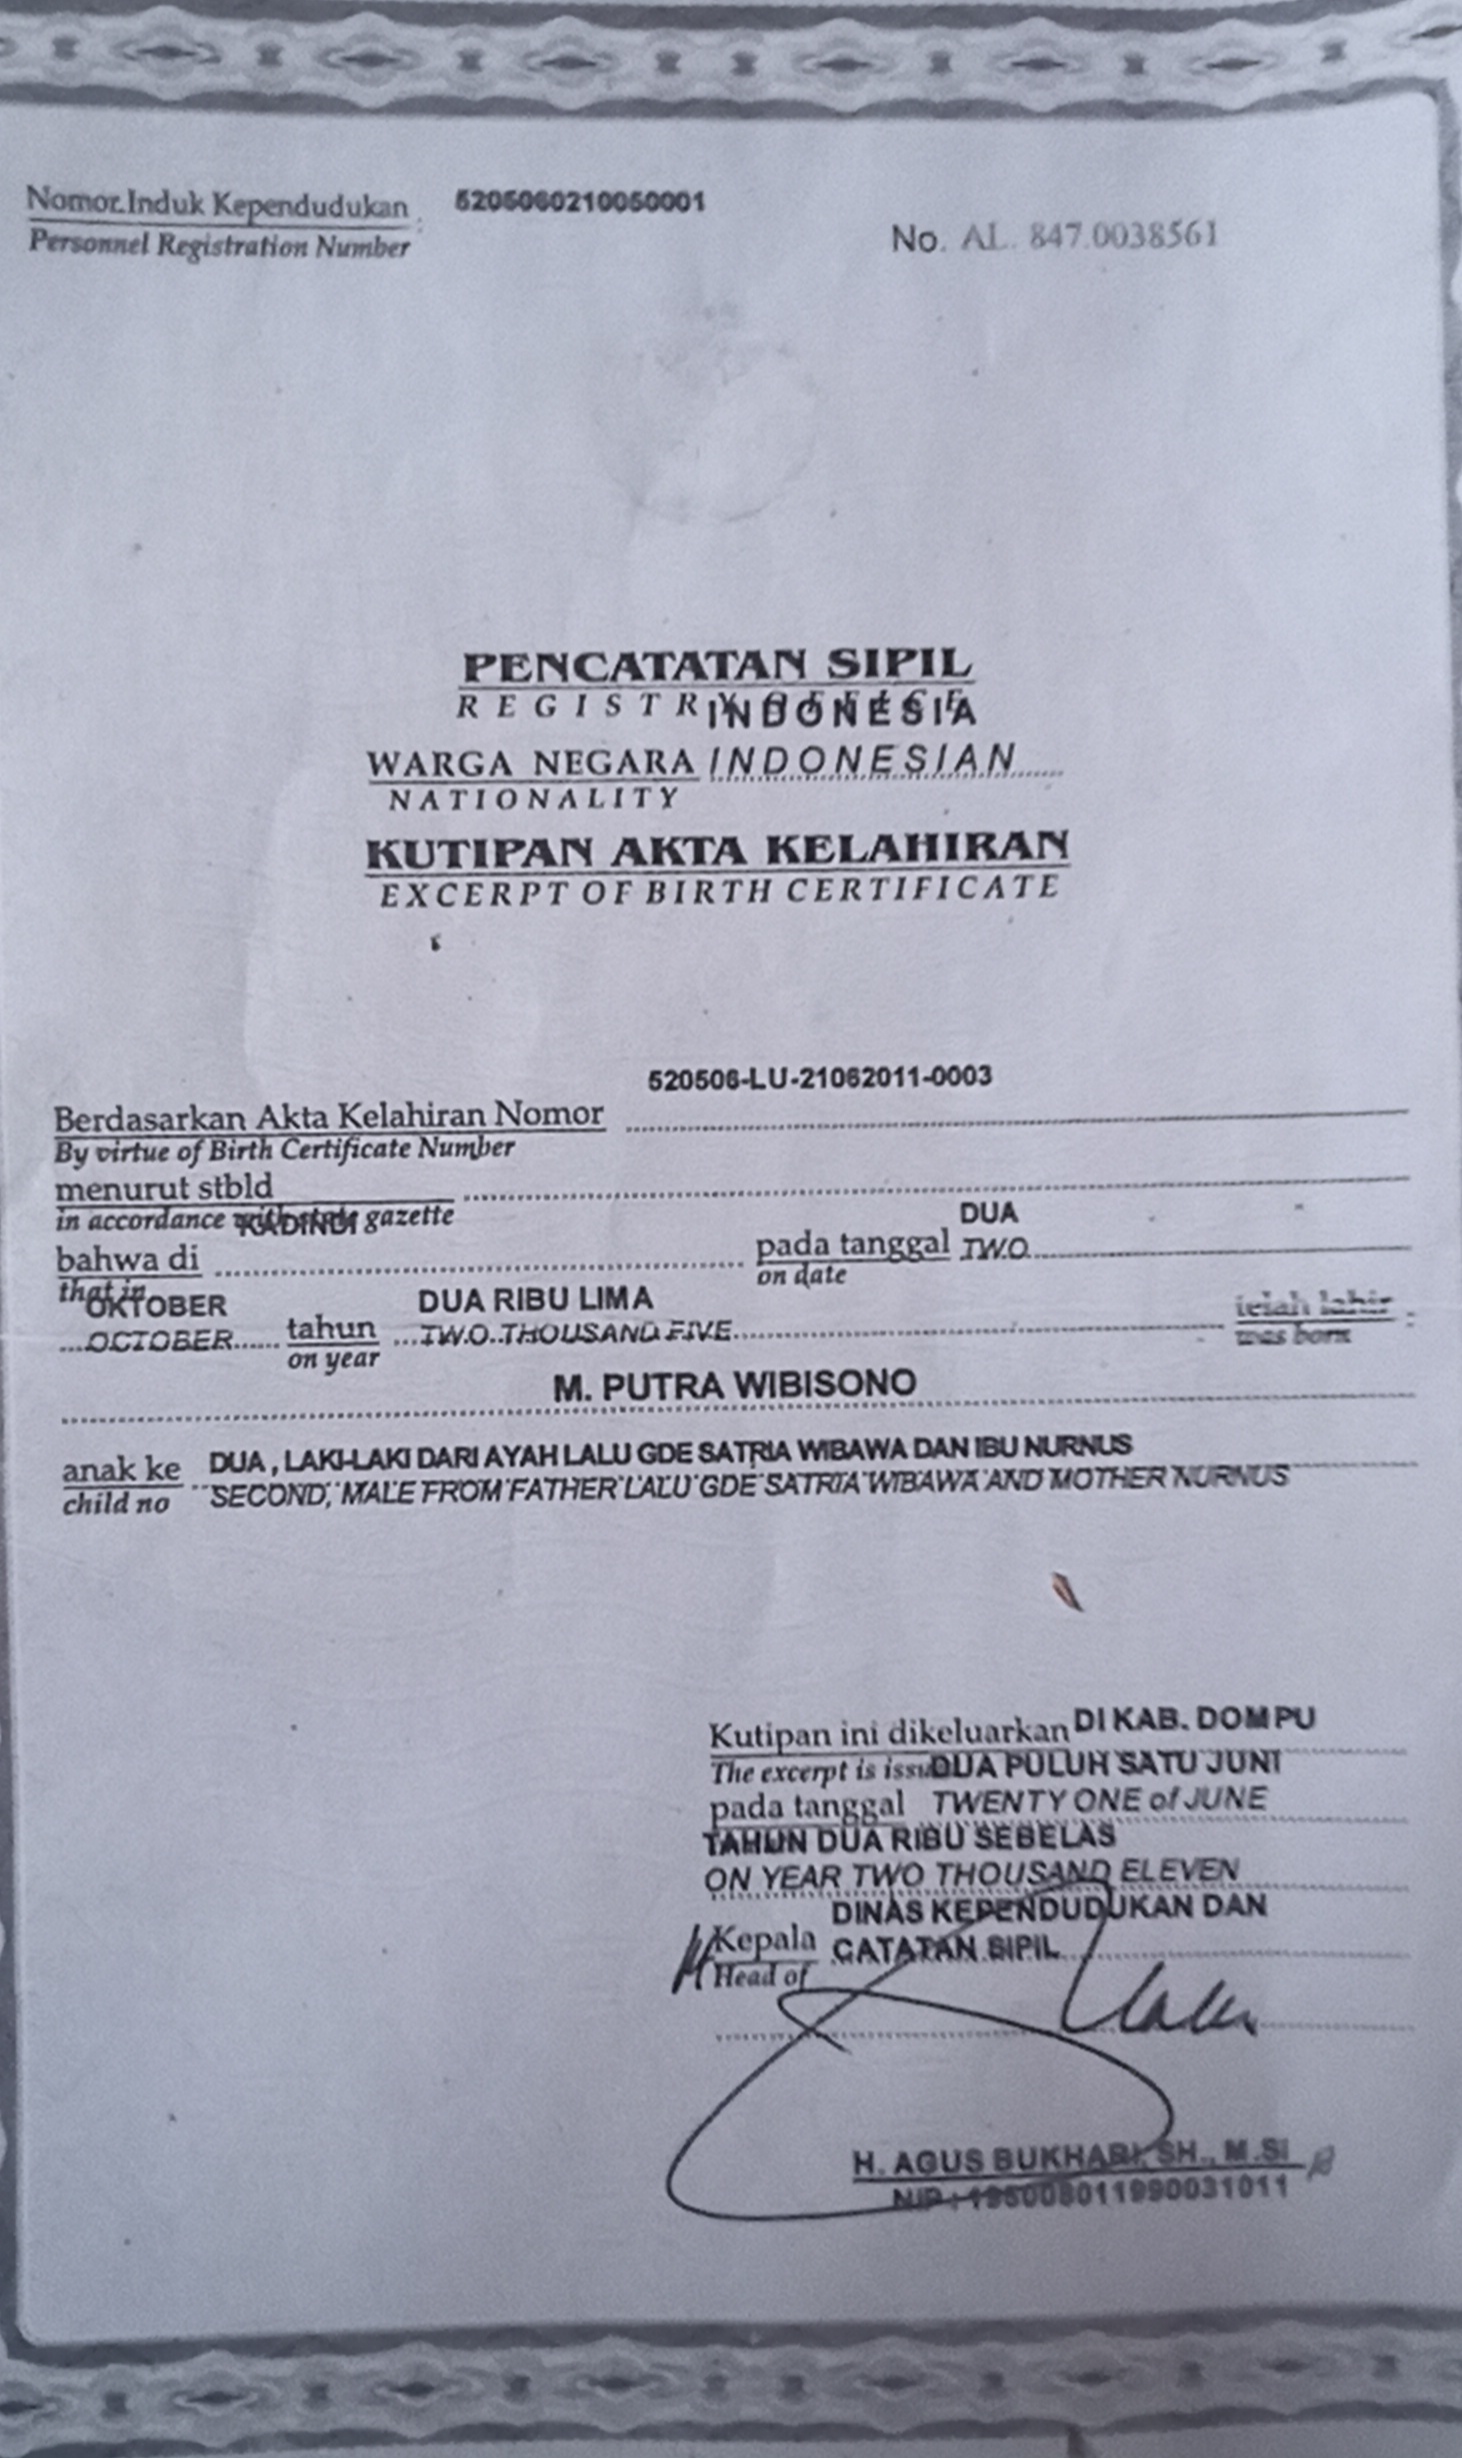 Nomor Induk Kependudukan : 5205060210050001
Personnel Registration Number
No. AL. 847.0038561
PENCATATAN SIPIL
REGISTRY OFFICE
INDONESIA
WARGA NEGARA INDONESIAN
NATIONALITY
KUTIPAN AKTA KELAHIRAN
EXCERPT OF BIRTH CERTIFICATE
520506-LU-21062011-0003
Berdasarkan Akta Kelahiran Nomor
By virtue of Birth Certificate Number
menurut stbld
in accordance with state gazette
KADINDI DUA
bahwa di pada tanggal TWO
that in on date
OKTOBER DUA RIBU LIMA telah lahir :
OCTOBER tahun TWO THOUSAND FIVE was born
on year
M. PUTRA WIBISONO
anak ke DUA , LAKI-LAKI DARI AYAH LALU GDE SATRIA WIBAWA DAN IBU NURNUS
child no SECOND, MALE FROM FATHER LALU GDE SATRIA WIBAWA AND MOTHER NURNUS
Kutipan ini dikeluarkan DI KAB. DOMPU
The excerpt is issued DUA PULUH SATU JUNI
pada tanggal TWENTY ONE of JUNE
TAHUN DUA RIBU SEBELAS
ON YEAR TWO THOUSAND ELEVEN
DINAS KEPENDUDUKAN DAN
Kepala CATATAN SIPIL
Head of
H. AGUS BUKHARI, SH., M.SI
NIP :